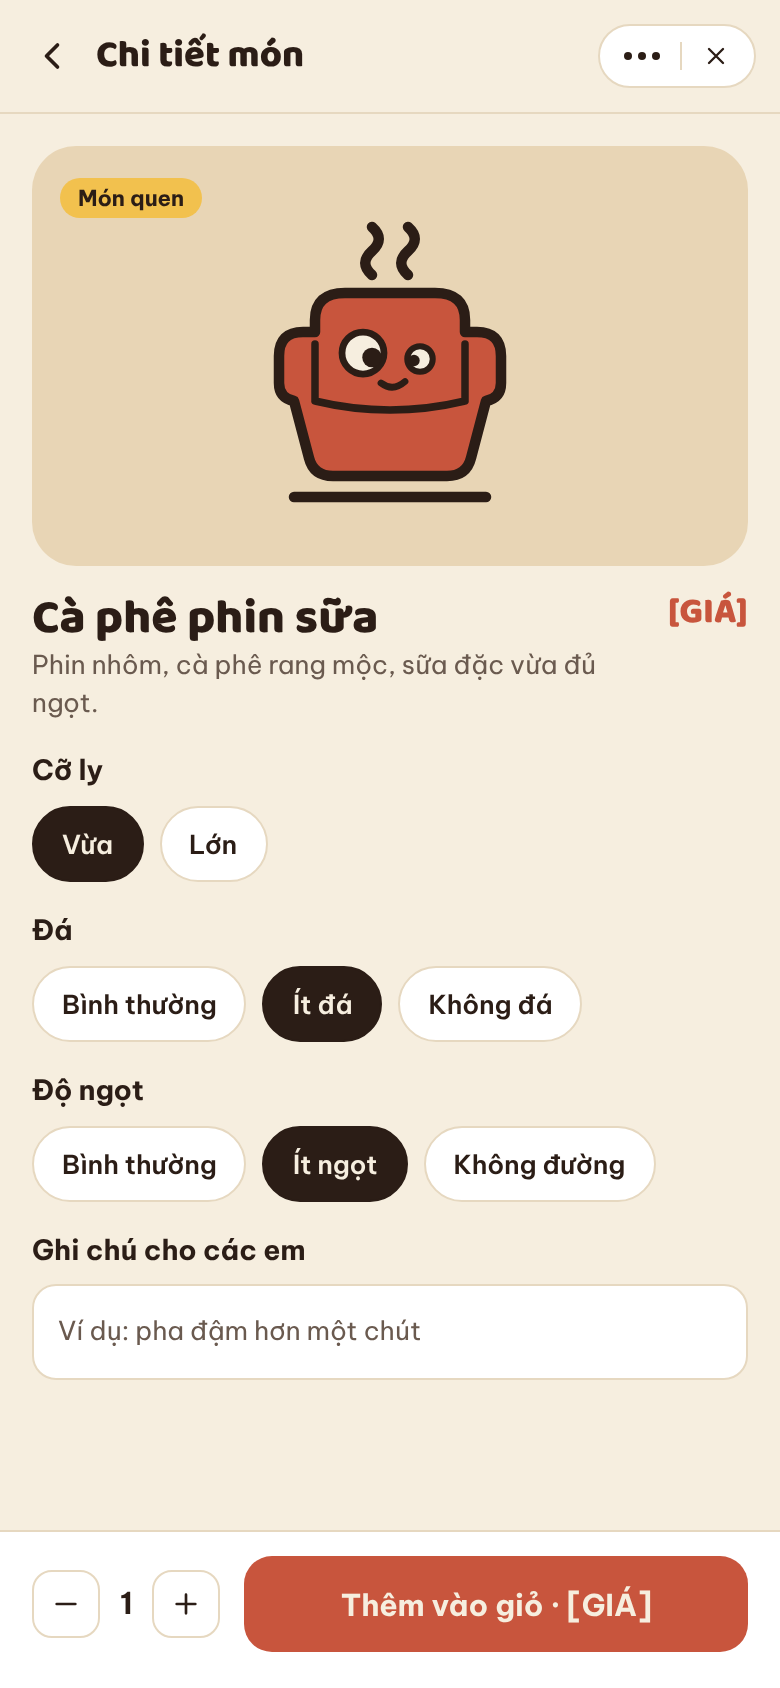 Chi tiết món
Món quen
Cà phê phin sữa
[GIÁ]
Phin nhôm, cà phê rang mộc, sữa đặc vừa đủ
ngọt.
Cỡ ly
Vừa
Lớn
Đá
Bình thường
Ít đá
Không đá
Độ ngọt
Bình thường
Ít ngọt
Không đường
Ghi chú cho các em
Ví dụ: pha đậm hơn một chút
1
Thêm vào giỏ · [GIÁ]